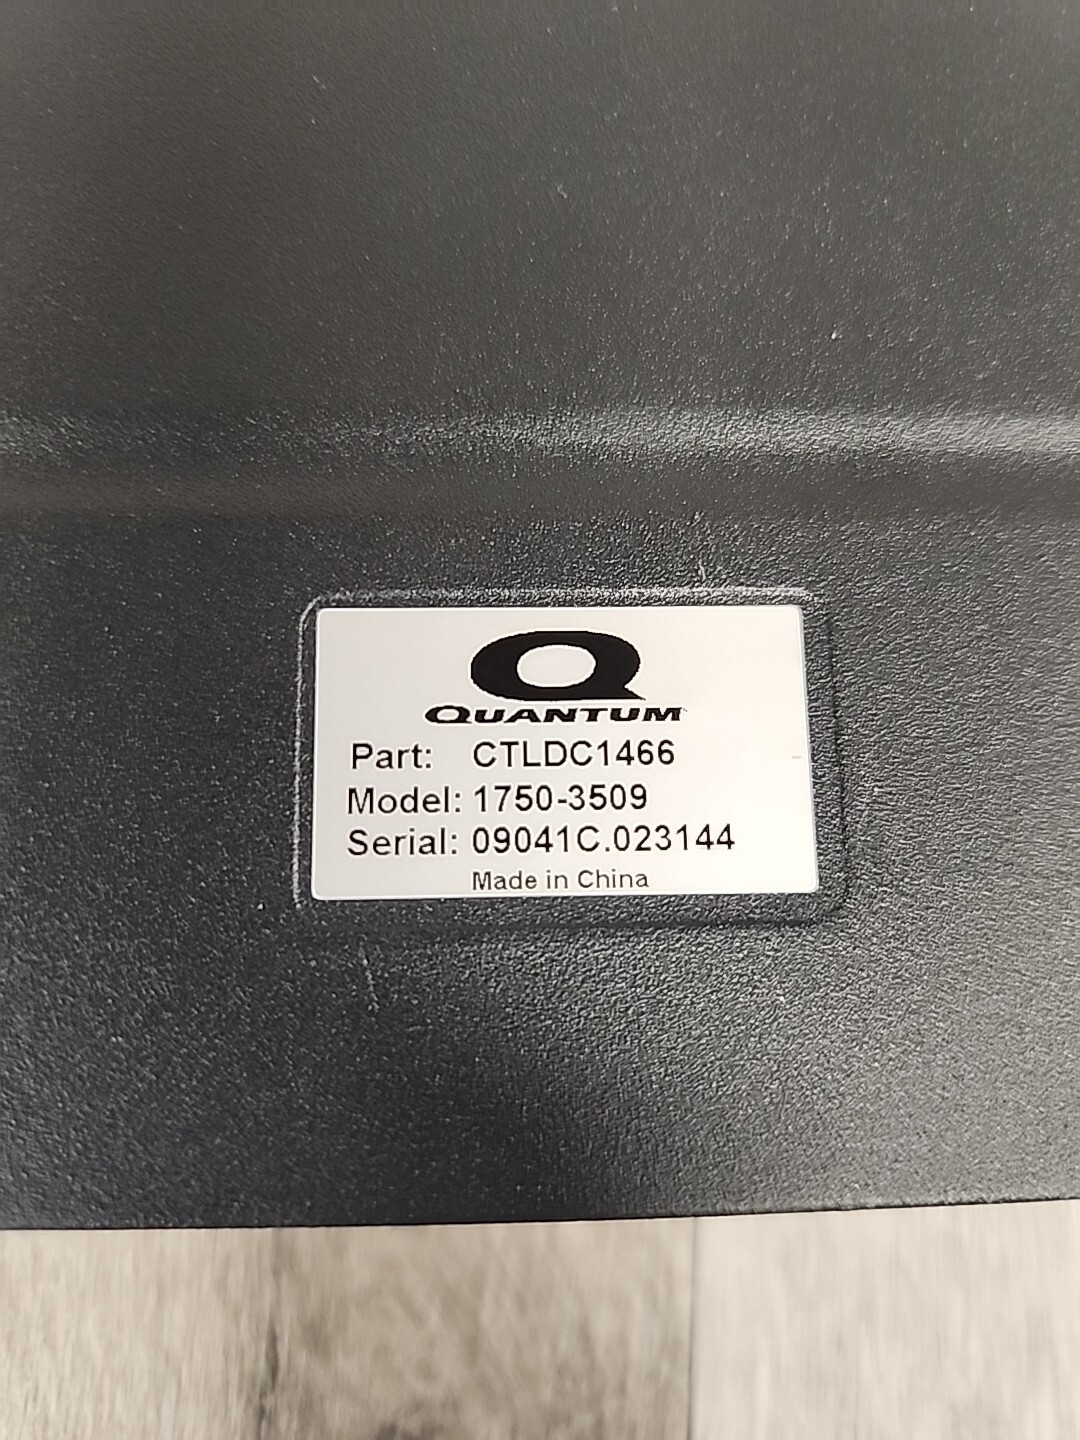 Q
QUANTUM
Part: CTLDC1466
Model: 1750-3509
Serial: 09041C.023144
Made in China